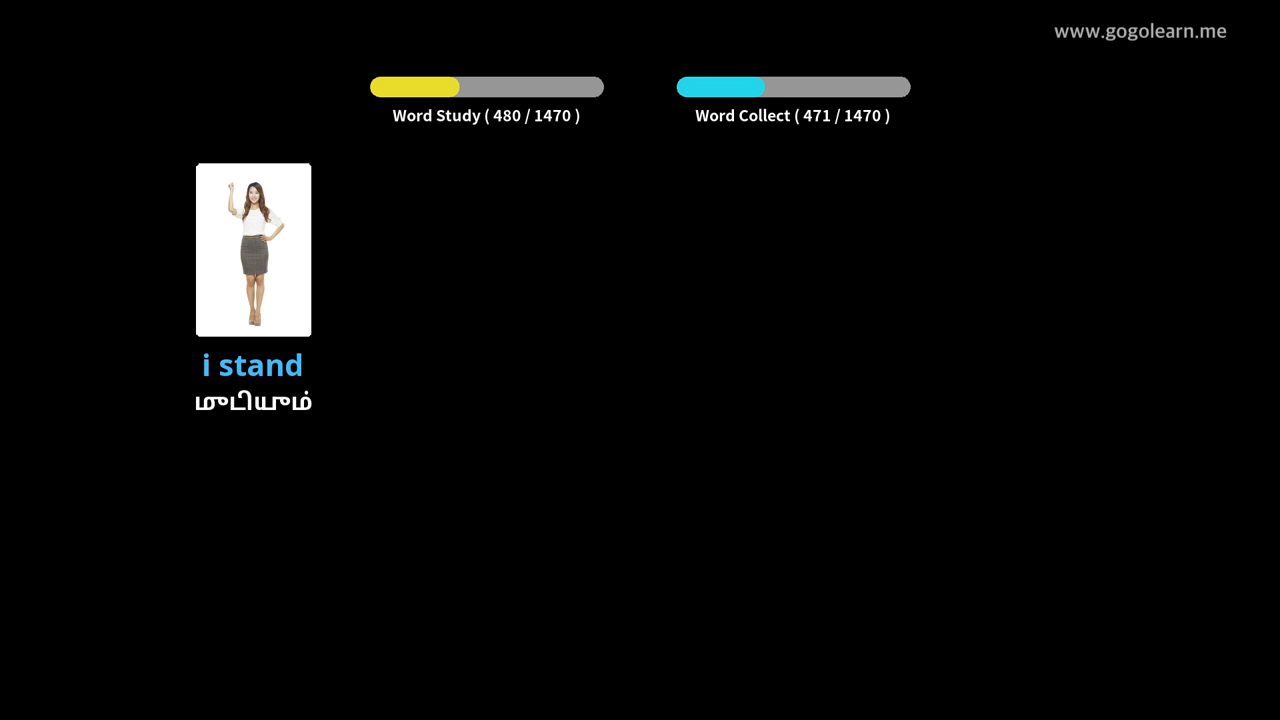 www.gogolearn.me
Word Study ( 480 / 1470 )
Word Collect ( 471 / 1470 )
i stand
முடியும்